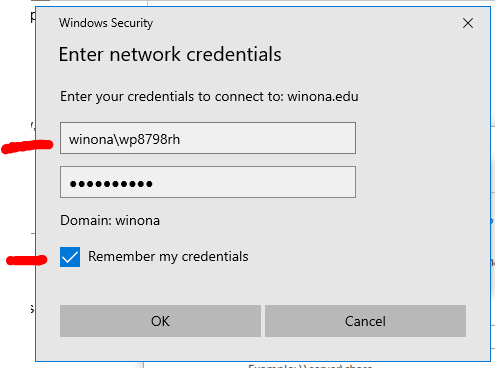 Windows Security
Enter network credentials
Enter your credentials to connect to: winona.edu
winona\wp8798rh
Domain: winona
Remember my credentials
OK
Cancel